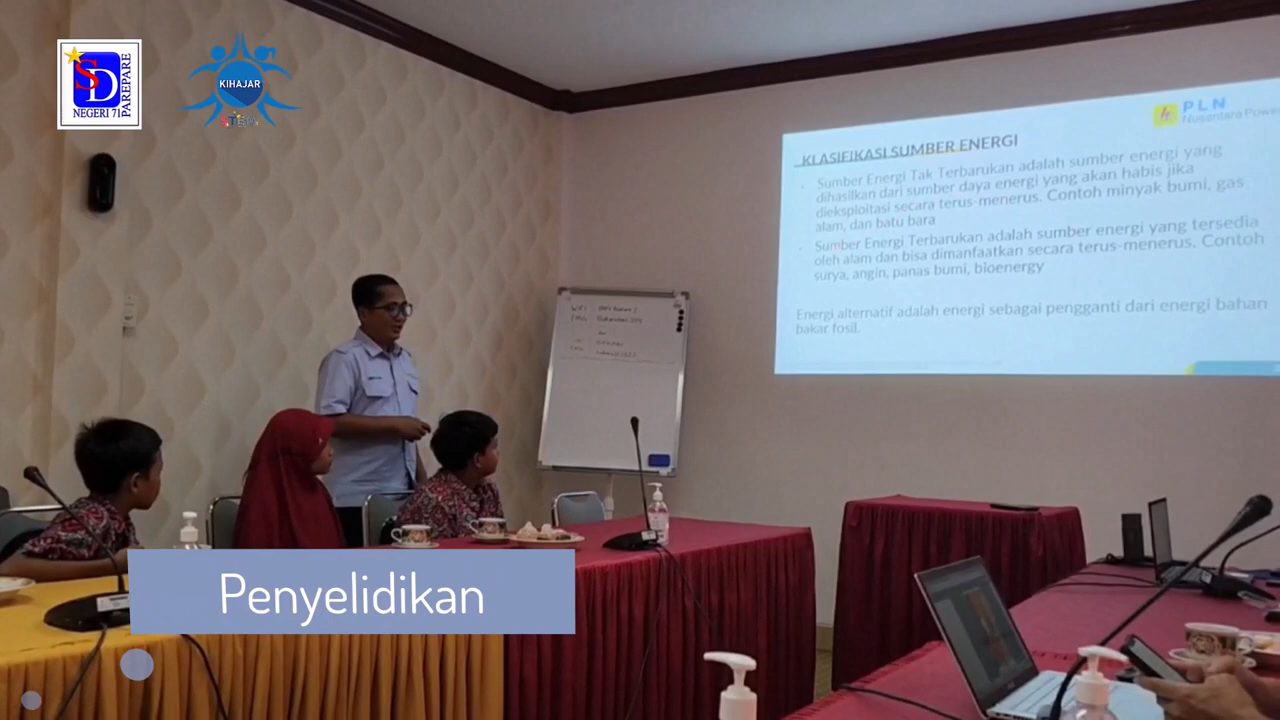 SD
NEGERI 71
PAREPARE
KIHAJAR
STEM
PLN
Nusantara Power
KLASIFIKASI SUMBER ENERGI
Sumber Energi Tak Terbarukan adalah sumber energi yang
dihasilkan dari sumber daya energi yang akan habis jika
dieksploitasi secara terus-menerus. Contoh minyak bumi, gas
alam, dan batu bara
Sumber Energi Terbarukan adalah sumber energi yang tersedia
oleh alam dan bisa dimanfaatkan secara terus-menerus. Contoh
surya, angin, panas bumi, bioenergy
Energi alternatif adalah energi sebagai pengganti dari energi bahan
bakar fosil.
Penyelidikan